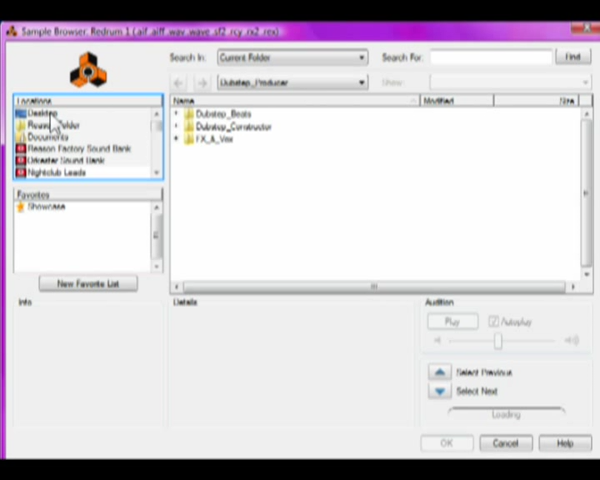 Sample Browser: Redrum 1 (.aif .aiff .wav .wave .sf2 .rcy .rx2 .rex)
Search In: Current Folder Search For: Find
Dubstep_Producer Show:
Locations
Desktop
Reason Folder
Documents
Reason Factory Sound Bank
Orkester Sound Bank
Nightclub Leads
Favorites
Showcase
New Favorite List
Name Modified Size
Dubstep_Beats
Dubstep_Constructor
FX_&_Vox
Info
Details
Audition
Play Autoplay
Select Previous
Select Next
Loading
OK Cancel Help